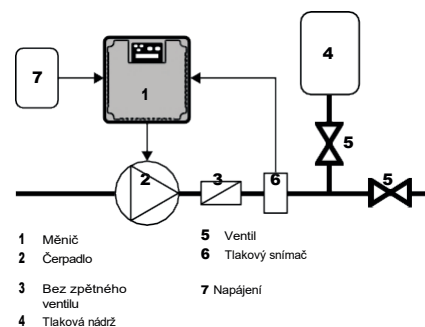 4
7
1
5
2
3
6
5
1 Měnič
2 Čerpadlo
3 Bez zpětného
ventilu
4 Tlaková nádrž
5 Ventil
6 Tlakový snímač
7 Napájení